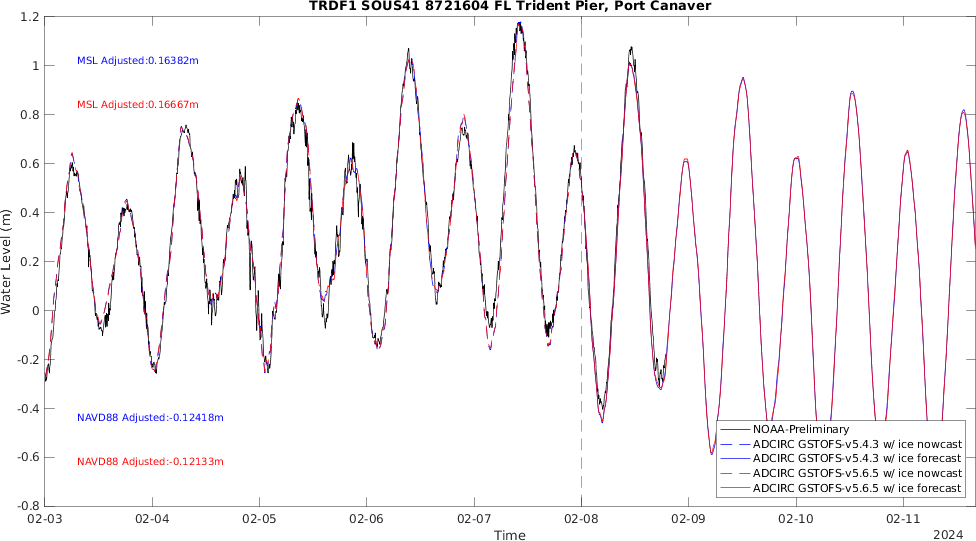 TRDF1 SOUS41 8721604 FL Trident Pier, Port Canaver
1.2
1
0.8
0.6
0.4
0.2
0
-0.2
-0.4
-0.6
-0.8
Water Level (m)
MSL Adjusted:0.16382m
MSL Adjusted:0.16667m
NAVD88 Adjusted:-0.12418m
NAVD88 Adjusted:-0.12133m
NOAA-Preliminary
ADCIRC GSTOFS-v5.4.3 w/ ice nowcast
ADCIRC GSTOFS-v5.4.3 w/ ice forecast
ADCIRC GSTOFS-v5.6.5 w/ ice nowcast
ADCIRC GSTOFS-v5.6.5 w/ ice forecast
02-03 02-04 02-05 02-06 02-07 02-08 02-09 02-10 02-11
Time
2024